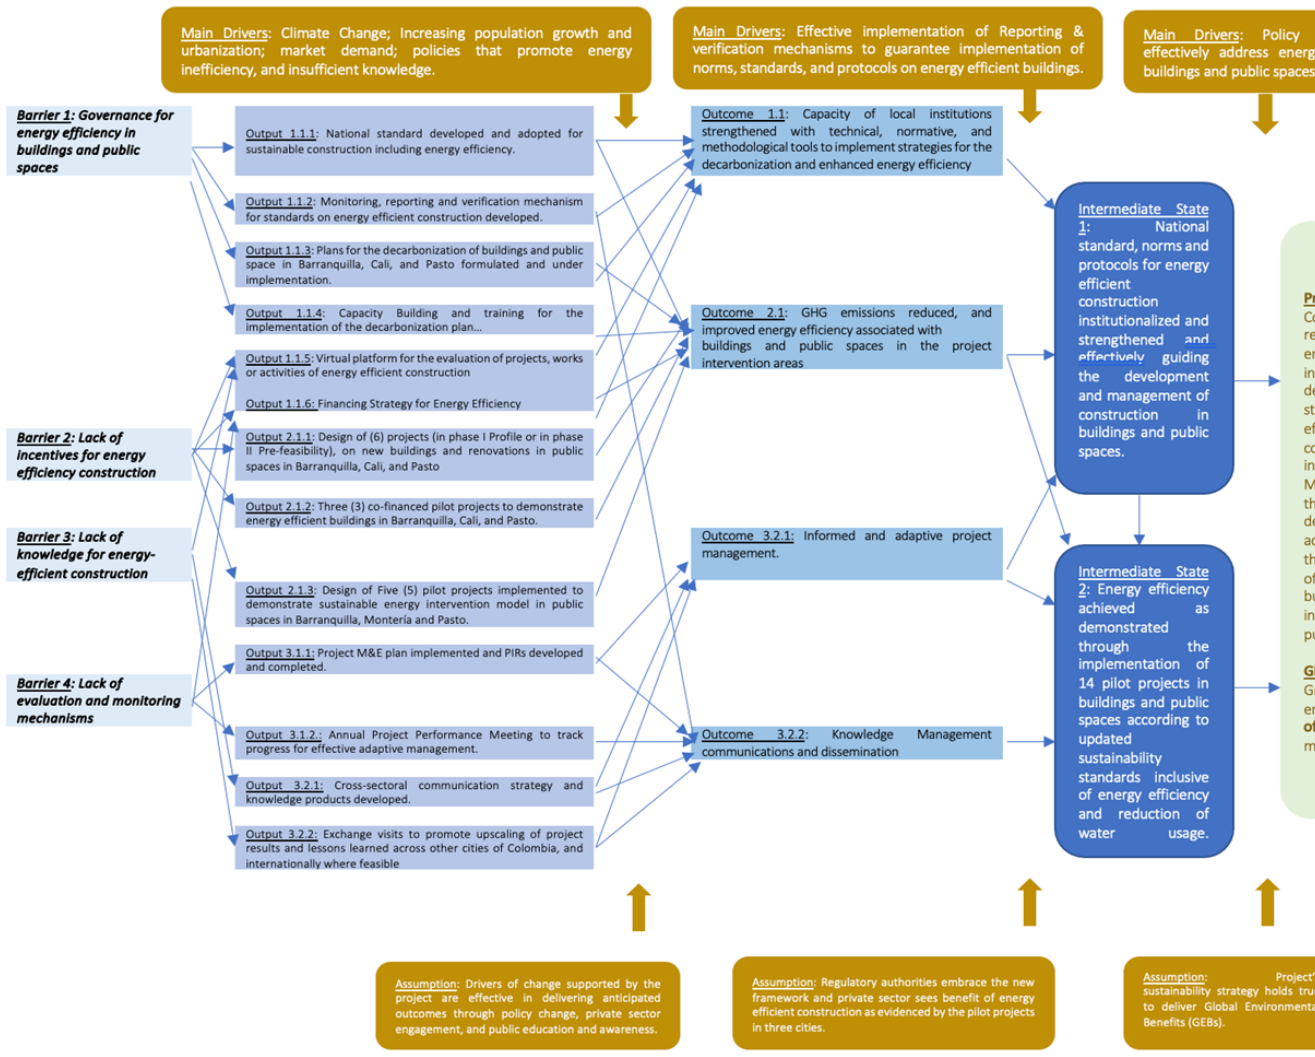 Main Drivers: Climate Change; Increasing population growth and
urbanization; market demand; policies that promote energy
inefficiency, and insufficient knowledge.
Main Drivers: Effective implementation of Reporting &
verification mechanisms to guarantee implementation of
norms, standards, and protocols on energy efficient buildings.
Main Drivers: Policy
effectively address energ
buildings and public spaces
Barrier 1: Governance for
energy efficiency in
buildings and public
spaces
Barrier 2: Lack of
incentives for energy
efficiency construction
Barrier 3: Lack of
knowledge for energy-
efficient construction
Barrier 4: Lack of
evaluation and monitoring
mechanisms
Output 1.1.1: National standard developed and adopted for
sustainable construction including energy efficiency.
Output 1.1.2: Monitoring, reporting and verification mechanism
for standards on energy efficient construction developed.
Output 1.1.3: Plans for the decarbonization of buildings and public
space in Barranquilla, Cali, and Pasto formulated and under
implementation.
Output 1.1.4: Capacity Building and training for the
implementation of the decarbonization plan...
Output 1.1.5: Virtual platform for the evaluation of projects, works
or activities of energy efficient construction
Output 1.1.6: Financing Strategy for Energy Efficiency
Output 2.1.1: Design of (6) projects (in phase I Profile or in phase
II Pre-feasibility), on new buildings and renovations in public
spaces in Barranquilla, Cali, and Pasto
Output 2.1.2: Three (3) co-financed pilot projects to demonstrate
energy efficient buildings in Barranquilla, Cali, and Pasto.
Output 2.1.3: Design of Five (5) pilot projects implemented to
demonstrate sustainable energy intervention model in public
spaces in Barranquilla, Montería and Pasto.
Output 3.1.1: Project M&E plan implemented and PIRs developed
and completed.
Output 3.1.2.: Annual Project Performance Meeting to track
progress for effective adaptive management.
Output 3.2.1: Cross-sectoral communication strategy and
knowledge products developed.
Output 3.2.2: Exchange visits to promote upscaling of project
results and lessons learned across other cities of Colombia, and
internationally where feasible
Outcome 1.1: Capacity of local institutions
strengthened with technical, normative, and
methodological tools to implement strategies for the
decarbonization and enhanced energy efficiency
Outcome 2.1: GHG emissions reduced, and
improved energy efficiency associated with
buildings and public spaces in the project
intervention areas
Outcome 3.2.1: Informed and adaptive project
management.
Outcome 3.2.2: Knowledge Management
communications and dissemination
Intermediate State
1: National
standard, norms and
protocols for energy
efficient
construction
institutionalized and
strengthened and
effectively guiding
the development
and management of
construction in
buildings and public
spaces.
Intermediate State
2: Energy efficiency
achieved as
demonstrated
through the
implementation of
14 pilot projects in
buildings and public
spaces according to
updated
sustainability
standards inclusive
of energy efficiency
and reduction of
water usage.
Assumption: Drivers of change supported by the
project are effective in delivering anticipated
outcomes through policy change, private sector
engagement, and public education and awareness.
Assumption: Regulatory authorities embrace the new
framework and private sector sees benefit of energy
efficient construction as evidenced by the pilot projects
in three cities.
Assumption: Project'
sustainability strategy holds tru
to deliver Global Environmenta
Benefits (GEBs).